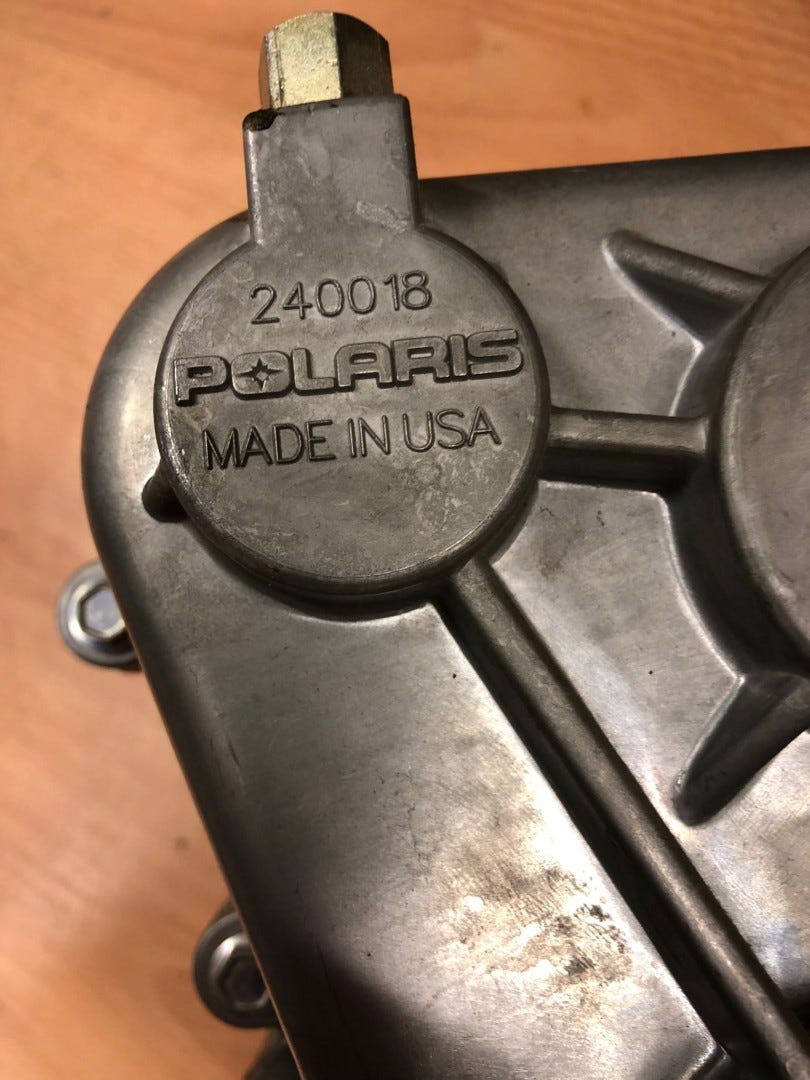 240018
POLARIS
MADE IN USA